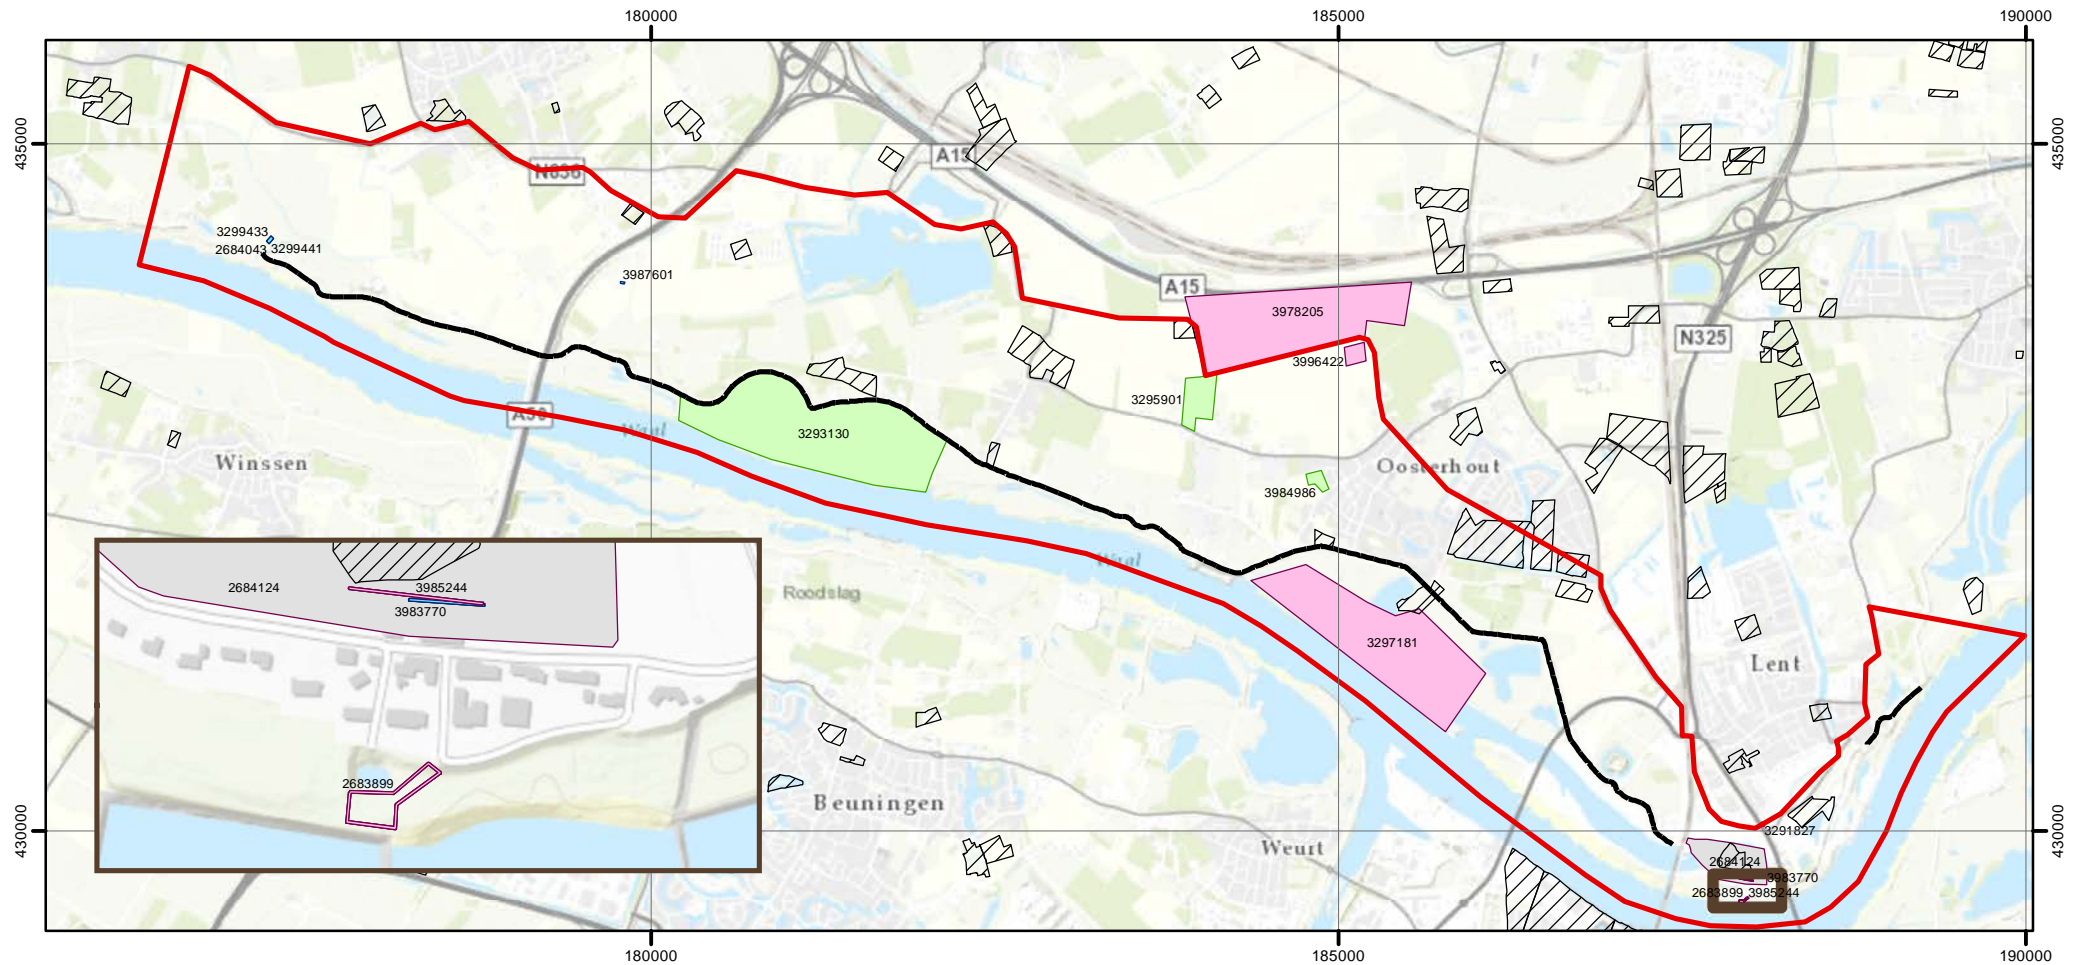 180000
185000
190000
435000
435000
A15
N836
3299433
2684043
3299441
3987601
A15
3978205
N325
3996422
3295901
A50
Waal
3293130
Winssen
Oosterhout
3984986
Waal
2684124
3985244
3983770
Roodslag
3297181
Lent
2683899
Beuningen
430000
430000
3291827
Weurt
2684124
3983770
2683899
3985244
180000
185000
190000